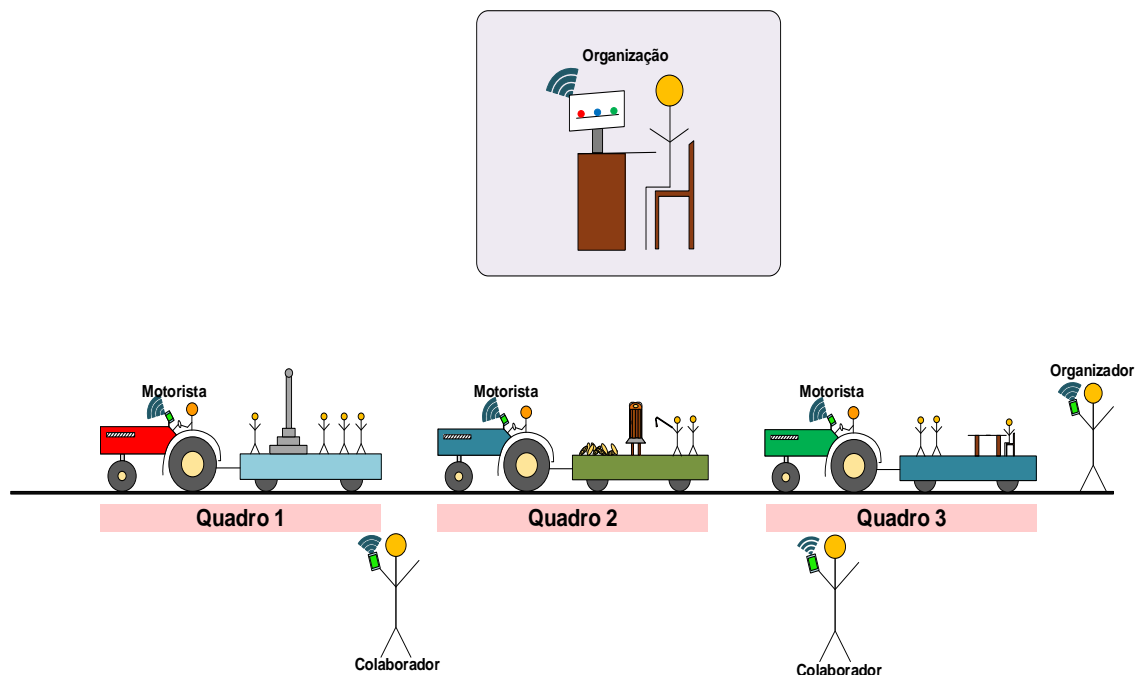 Organização
Organizador
Motorista
Motorista
Motorista
Quadro 1
Quadro 2
Quadro 3
Colaborador
Colaborador